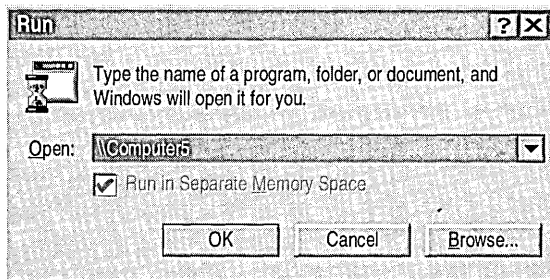 Run
Type the name of a program, folder, or document, and
Windows will open it for you.
Open: \\Computer5
Run in Separate Memory Space
OK Cancel Browse...